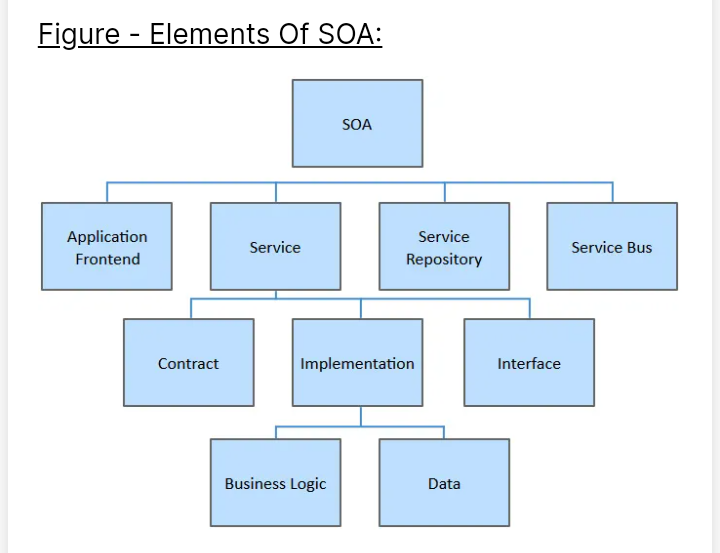 Figure - Elements Of SOA:
SOA
Application
Frontend
Service
Service
Repository
Service Bus
Contract
Implementation
Interface
Business Logic
Data